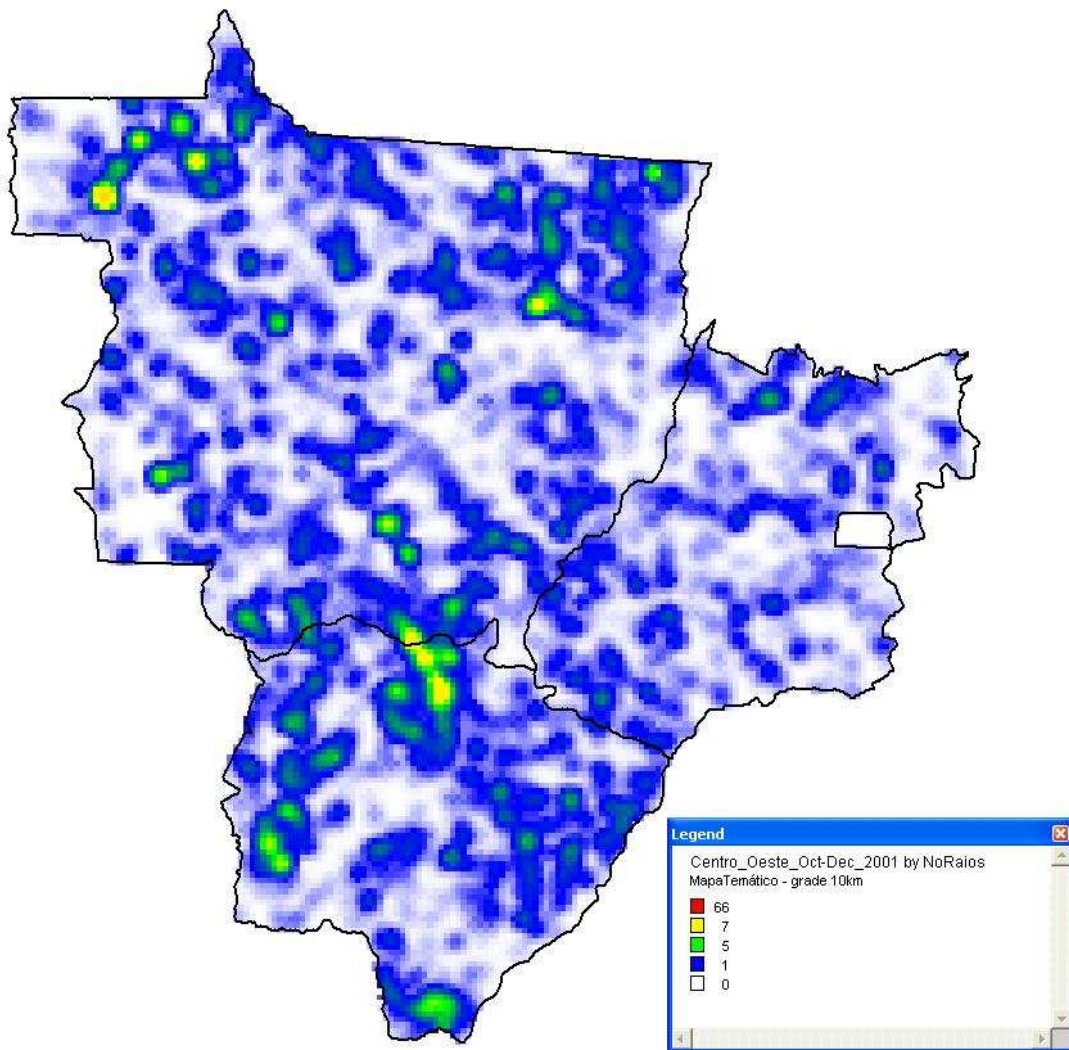 Legend
Centro_Oeste_Oct-Dec_2001 by NoRaios
MapaTemático - grade 10km
66
7
5
1
0